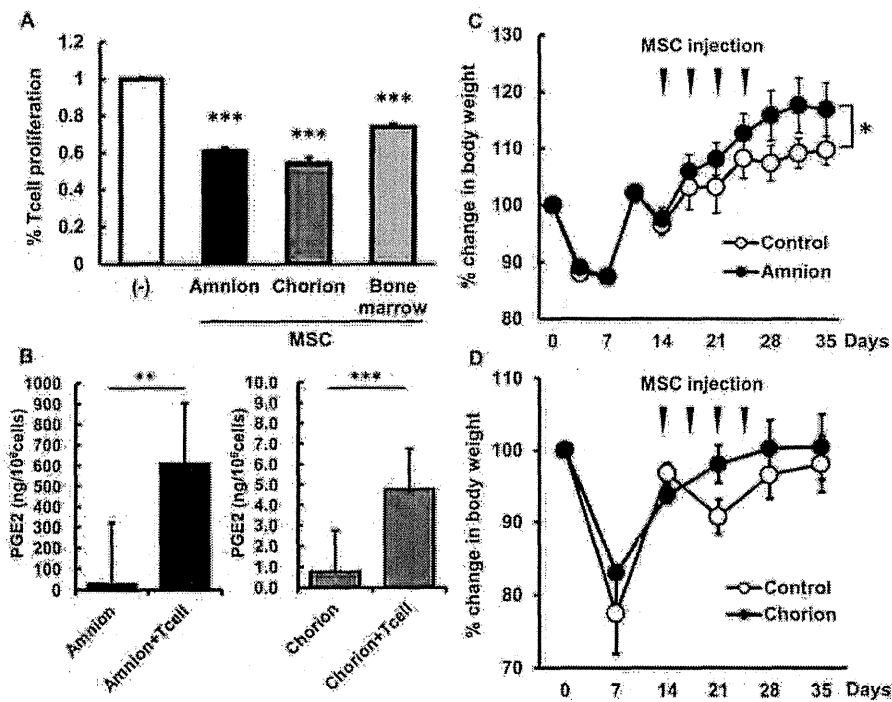 A
% Tcell proliferation
1.2
1
0.8
0.6
0.4
0.2
0
***
***
***
(-)
Amnion
Chorion
Bone
marrow
MSC
B
PGE2 (ng/10⁶cells)
1000
900
800
700
600
500
400
300
200
100
0
**
Amnion
Amnion+Tcell
PGE2 (ng/10⁶cells)
10.0
9.0
8.0
7.0
6.0
5.0
4.0
3.0
2.0
1.0
0.0
***
Chorion
Chorion+Tcell
C
% change in body weight
130
120
110
100
90
80
MSC injection
*
Control
Amnion
0 7 14 21 28 35 Days
D
% change in body weight
100
90
80
70
MSC injection
Control
Chorion
0 7 14 21 28 35 Days